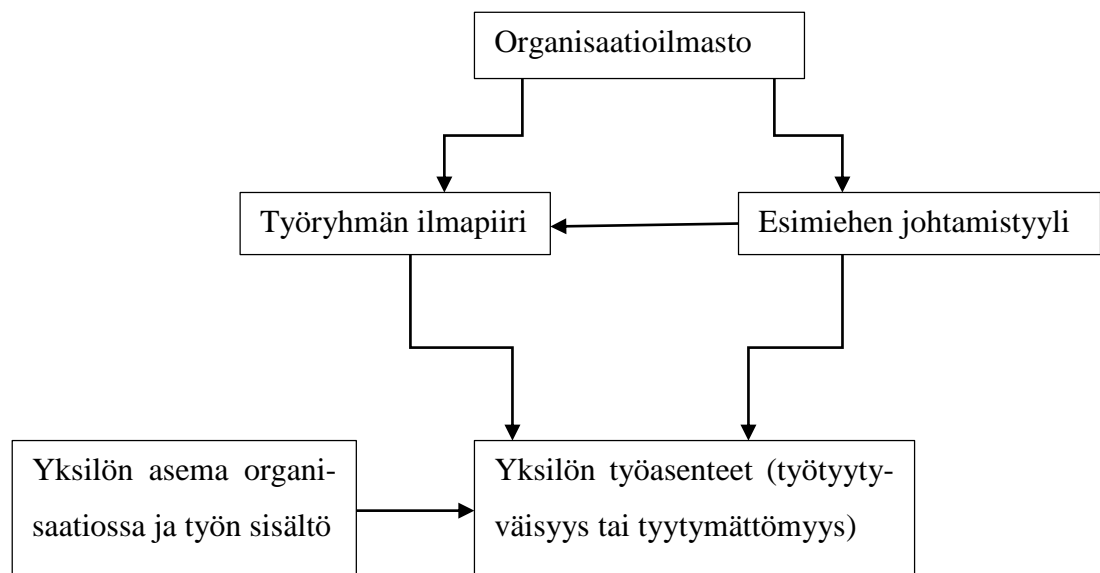 Organisaatioilmasto
Työryhmän ilmapiiri
Esimiehen johtamistyyli
Yksilön asema organi-
saatiossa ja työn sisältö
Yksilön työasenteet (työtyyty-
väisyys tai tyytymättömyys)